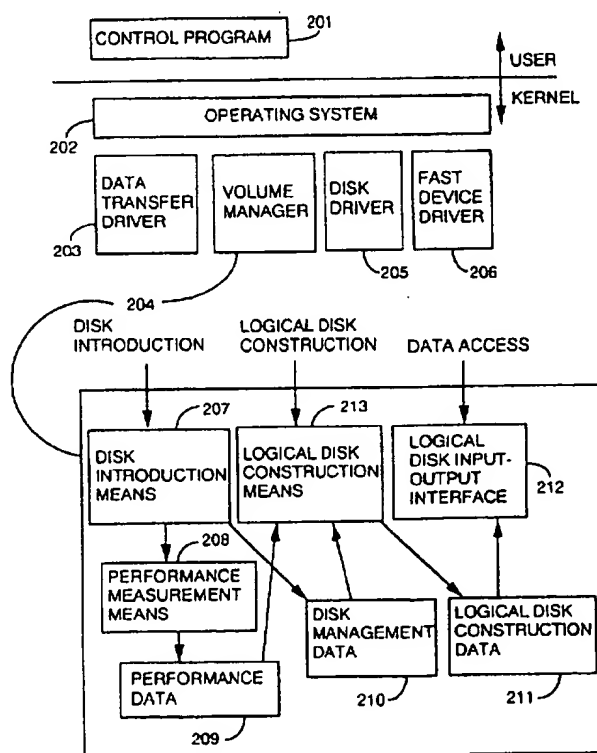 CONTROL PROGRAM
201
USER
KERNEL
OPERATING SYSTEM
202
DATA
TRANSFER
DRIVER
203
VOLUME
MANAGER
DISK
DRIVER
205
FAST
DEVICE
DRIVER
206
204
DISK
INTRODUCTION
LOGICAL DISK
CONSTRUCTION
DATA ACCESS
207
213
DISK
INTRODUCTION
MEANS
LOGICAL DISK
CONSTRUCTION
MEANS
LOGICAL
DISK INPUT-
OUTPUT
INTERFACE
212
208
PERFORMANCE
MEASUREMENT
MEANS
DISK
MANAGEMENT
DATA
210
LOGICAL DISK
CONSTRUCTION
DATA
211
PERFORMANCE
DATA
209